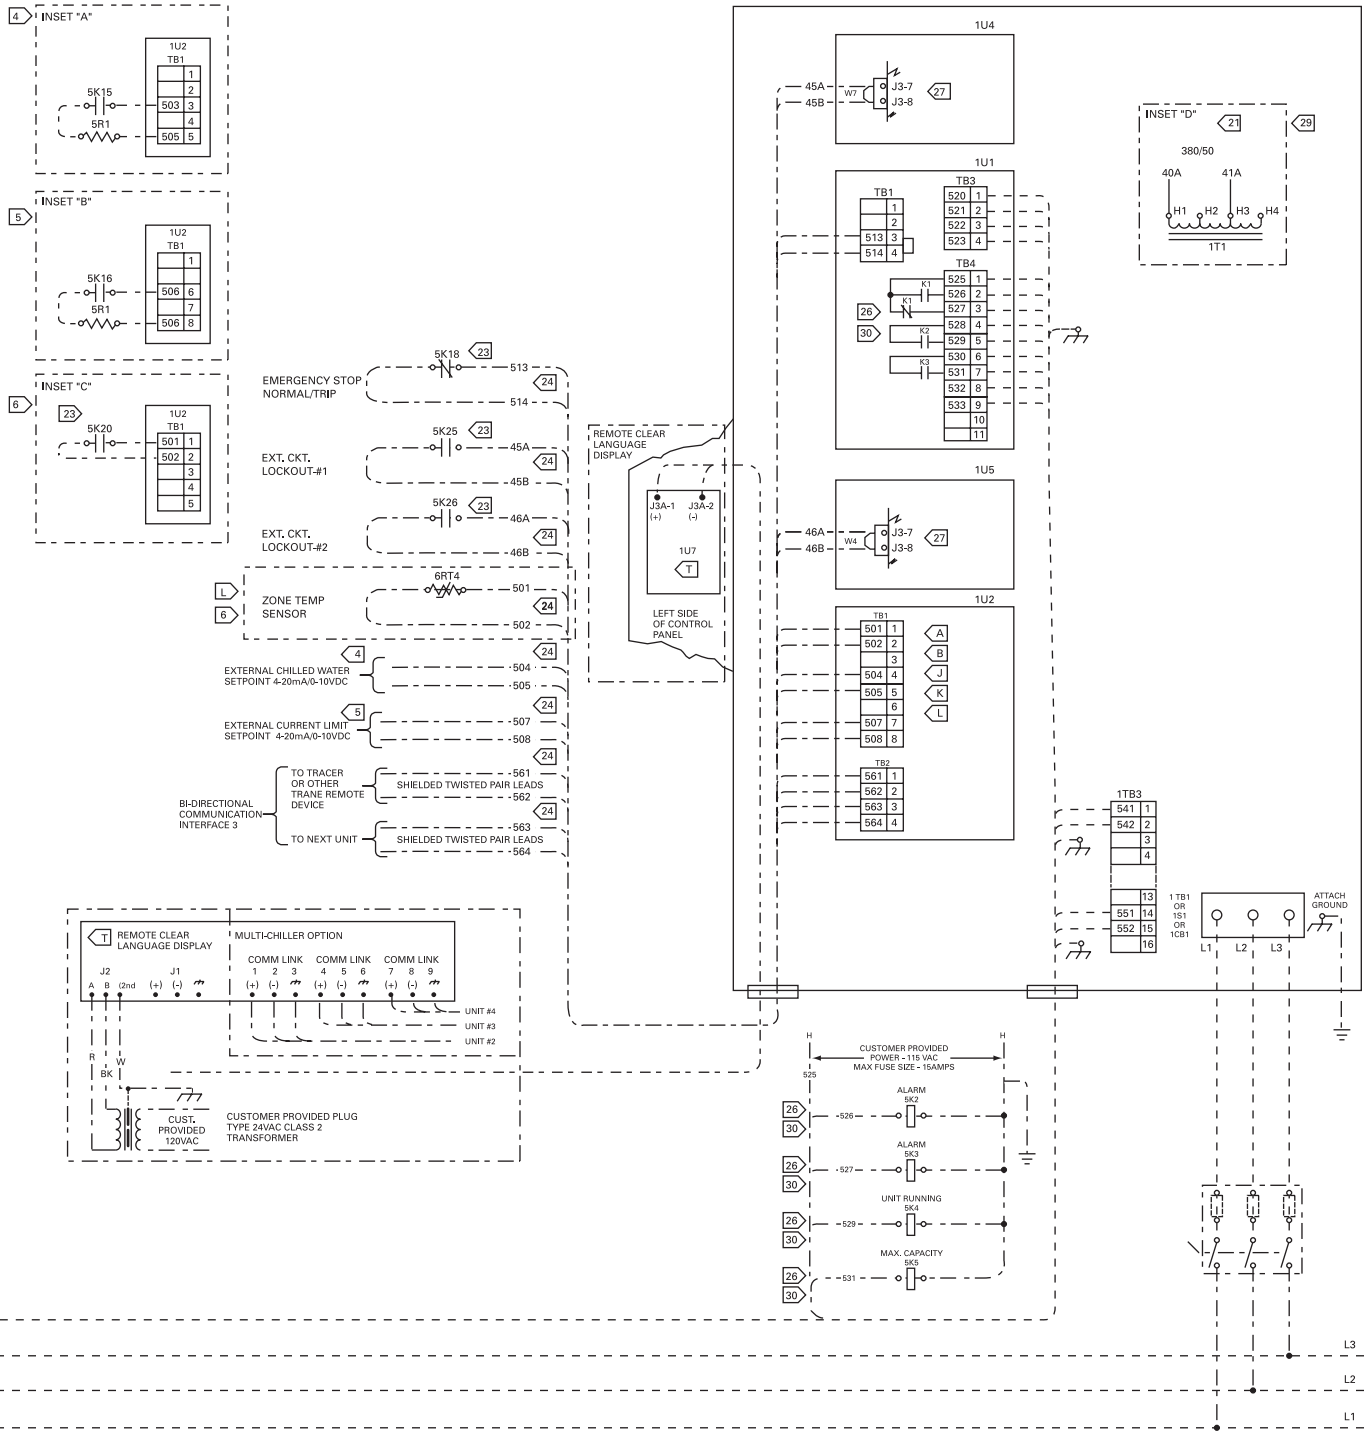 4
INSET "A"
1U2
TB1
1
2
503 3
4
505 5
5K15
5R1
5
INSET "B"
1U2
TB1
1
506 6
7
506 8
5K16
5R1
6
INSET "C"
23
5K20
1U2
TB1
501 1
502 2
3
4
5
EMERGENCY STOP
NORMAL/TRIP
5K18
23
513
24
514
EXT. CKT.
LOCKOUT-#1
5K25
23
45A
24
45B
EXT. CKT.
LOCKOUT-#2
5K26
23
46A
24
46B
L
6
ZONE TEMP
SENSOR
6RT4
501
24
502
4
24
EXTERNAL CHILLED WATER
SETPOINT 4-20mA/0-10VDC
504
505
5
24
EXTERNAL CURRENT LIMIT
SETPOINT 4-20mA/0-10VDC
507
508
24
BI-DIRECTIONAL
COMMUNICATION
INTERFACE 3
TO TRACER
OR OTHER
TRANE REMOTE
DEVICE
561
SHIELDED TWISTED PAIR LEADS
562
24
TO NEXT UNIT
563
SHIELDED TWISTED PAIR LEADS
564
REMOTE CLEAR
LANGUAGE
DISPLAY
J3A-1
(+)
J3A-2
(-)
1U7
T
LEFT SIDE
OF CONTROL
PANEL
1U4
45A
45B
W7
J3-7
J3-8
27
1U1
TB1
1
2
513 3
514 4
TB3
520 1
521 2
522 3
523 4
TB4
525 1
526 2
527 3
528 4
529 5
530 6
531 7
532 8
533 9
10
11
K1
K1
K2
K3
26
30
1U5
46A
46B
W4
J3-7
J3-8
27
1U2
TB1
501 1
502 2
3
504 4
505 5
6
507 7
508 8
A
B
J
K
L
TB2
561 1
562 2
563 3
564 4
INSET "D"
21
29
380/50
40A
41A
H1
H2
H3
H4
1T1
1TB3
541 1
542 2
3
4
13
551 14
552 15
16
1 TB1
OR
1S1
OR
1CB1
L1
L2
L3
ATTACH
GROUND
T
REMOTE CLEAR
LANGUAGE DISPLAY
MULTI-CHILLER OPTION
J2
A B (2nd
J1
(+) (-)
COMM LINK
1 2 3
(+) (-)
COMM LINK
4 5 6
(+) (-)
COMM LINK
7 8 9
(+) (-)
UNIT #4
UNIT #3
UNIT #2
R
BK
W
CUST.
PROVIDED
120VAC
CUSTOMER PROVIDED PLUG
TYPE 24VAC CLASS 2
TRANSFORMER
H
H
CUSTOMER PROVIDED
POWER - 115 VAC
MAX FUSE SIZE - 15AMPS
525
26
30
526
ALARM
5K2
26
30
527
ALARM
5K3
26
30
529
UNIT RUNNING
5K4
26
30
531
MAX. CAPACITY
5K5
L3
L2
L1